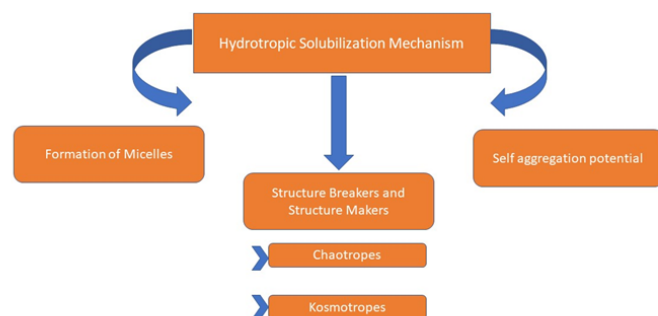 Hydrotropic Solubilization Mechanism
Formation of Micelles
Self aggregation potential
Structure Breakers and
Structure Makers
Chaotropes
Kosmotropes